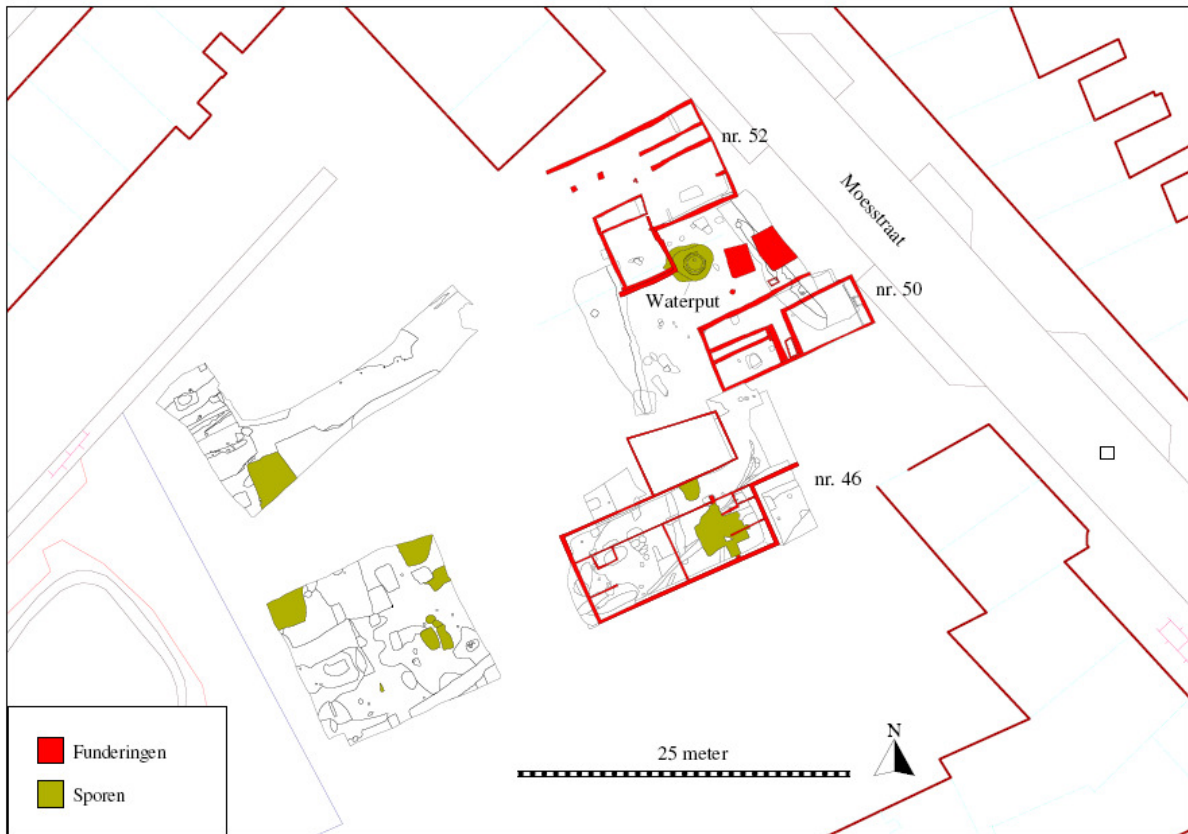 nr. 52
Moesstraat
nr. 50
Waterput
nr. 46
Funderingen
Sporen
25 meter
N